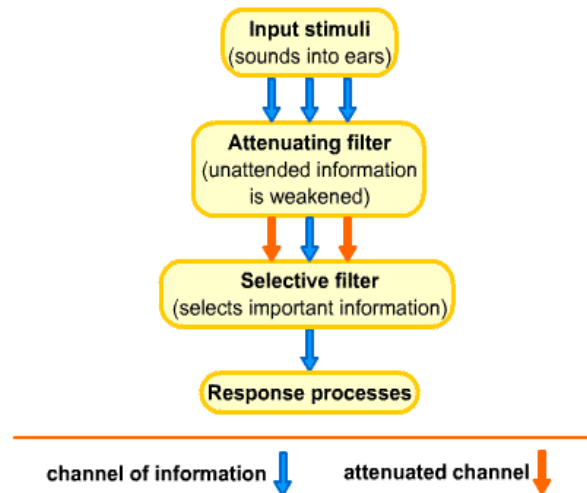 Input stimuli
(sounds into ears)
Attenuating filter
(unattended information
is weakened)
Selective filter
(selects important information)
Response processes
channel of information
attenuated channel